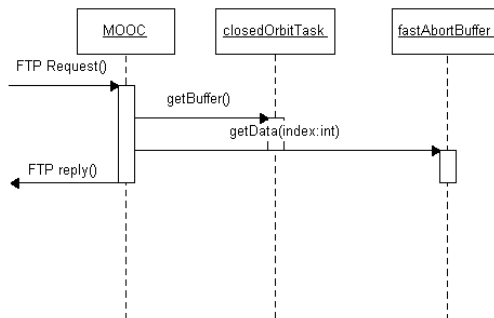 MOOC
closedOrbitTask
fastAbortBuffer
FTP Request()
getBuffer()
getData(index:int)
FTP reply()